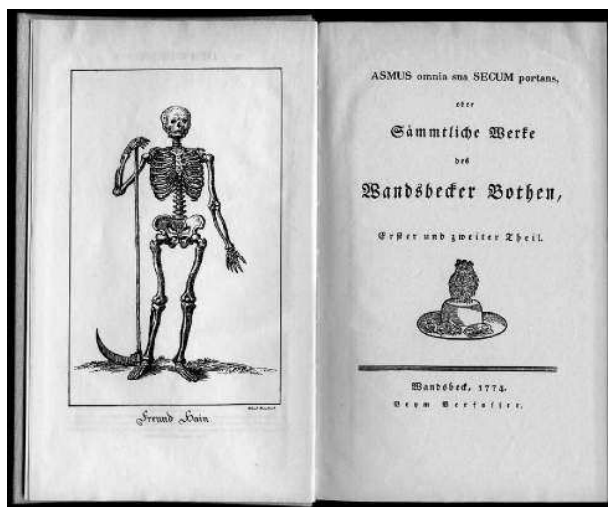 Freund Hain
ASMUS omnia sua SECUM portans,
oder
Sämmtliche Werke
des
Wandsbecker Bothen,
Erster und zweiter Theil.
Wandsbeck, 1774.
Beym Verfasser.